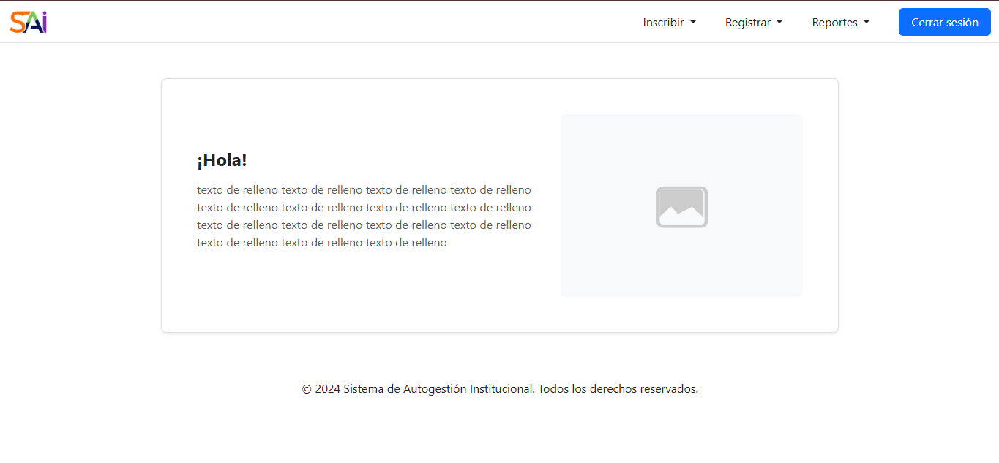 SAi
Inscribir
Registrar
Reportes
Cerrar sesión
¡Hola!
texto de relleno texto de relleno texto de relleno texto de relleno
texto de relleno texto de relleno texto de relleno texto de relleno
texto de relleno texto de relleno texto de relleno texto de relleno
texto de relleno texto de relleno texto de relleno
© 2024 Sistema de Autogestión Institucional. Todos los derechos reservados.